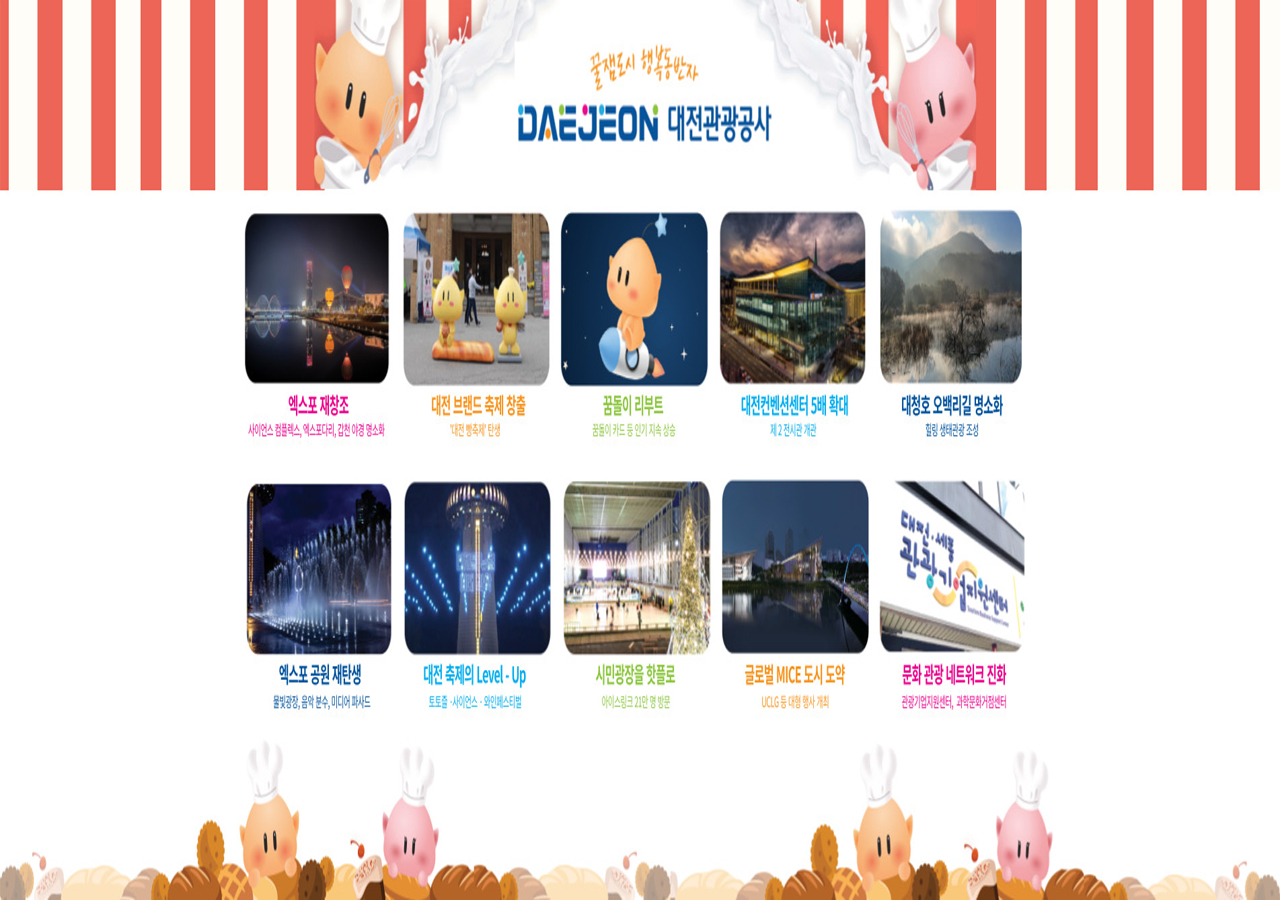 꿀잼도시 행복동반자
DAEJEON 대전관광공사
엑스포 재창조
사이언스 컴플렉스, 엑스포다리, 갑천 야경 명소화
대전 브랜드 축제 창출
'대전 빵축제' 탄생
꿈돌이 리부트
꿈돌이 카드 등 인기 지속 상승
대전컨벤션센터 5배 확대
제 2 전시관 개관
대청호 오백리길 명소화
힐링 생태관광 조성
엑스포 공원 재탄생
물빛광장, 음악 분수, 미디어 파사드
대전 축제의 Level - Up
토토즐 ·사이언스 · 와인페스티벌
시민광장을 핫플로
아이스링크 21만 명 방문
글로벌 MICE 도시 도약
UCLG 등 대형 행사 개최
대전·세종
관광기업지원센터
문화 관광 네트워크 진화
관광기업지원센터, 과학문화거점센터